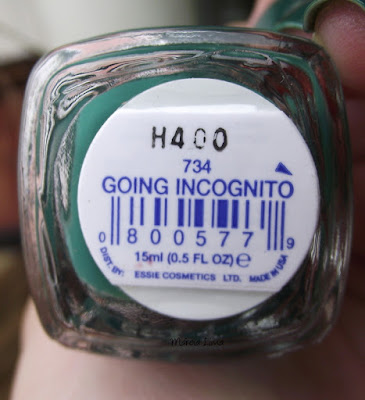 H400
734
GOING INCOGNITO
0 800577 9
15ml (0.5 FL OZ) ℮
DIST. BY: ESSIE COSMETICS LTD. MADE IN USA